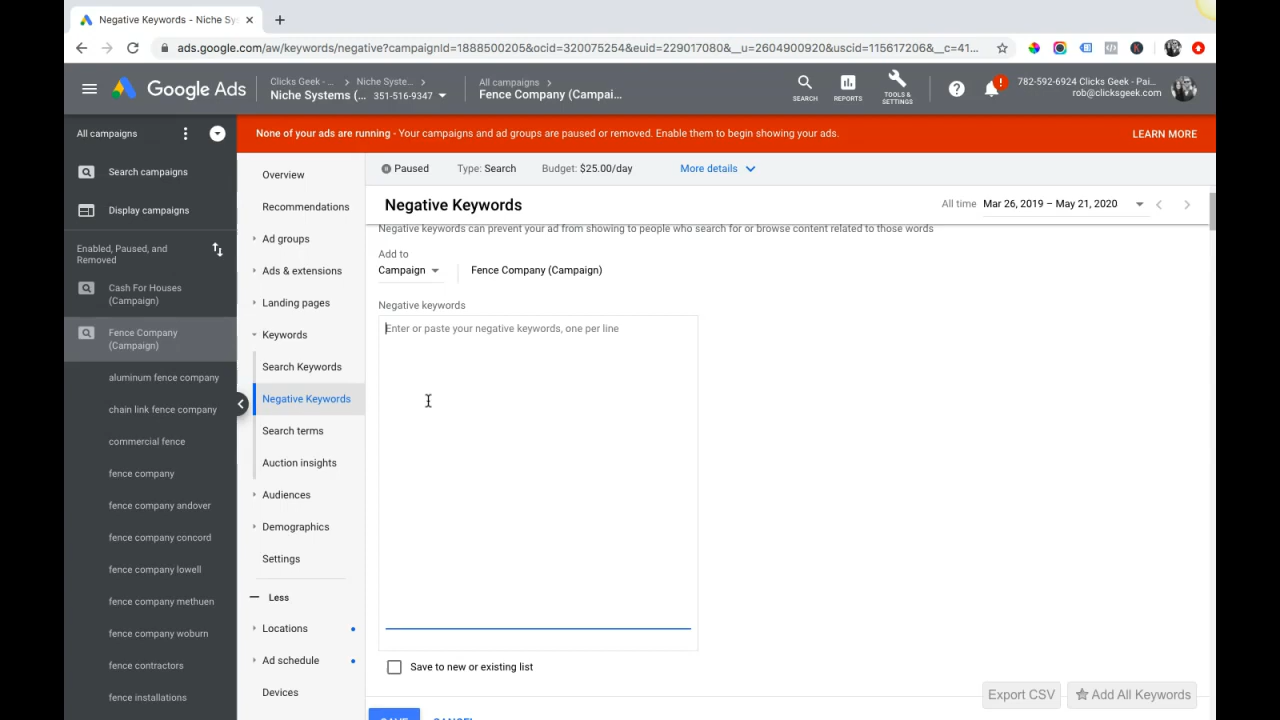 Negative Keywords - Niche Sy
ads.google.com/aw/keywords/negative?campaignId=1888500205&ocid=320075254&euid=229017080&__u=2604900920&uscid=115617206&__c=41...
Google Ads
Clicks Geek - ...
Niche Syste...
Niche Systems (...
351-516-9347
All campaigns
Fence Company (Campai...
SEARCH
REPORTS
TOOLS &
SETTINGS
782-592-6924 Clicks Geek - Pai...
rob@clicksgeek.com
All campaigns
None of your ads are running - Your campaigns and ad groups are paused or removed. Enable them to begin showing your ads.
LEARN MORE
Search campaigns
Display campaigns
Enabled, Paused, and
Removed
Cash For Houses
(Campaign)
Fence Company
(Campaign)
aluminum fence company
chain link fence company
commercial fence
fence company
fence company andover
fence company concord
fence company lowell
fence company methuen
fence company woburn
fence contractors
fence installations
Overview
Recommendations
Ad groups
Ads & extensions
Landing pages
Keywords
Search Keywords
Negative Keywords
Search terms
Auction insights
Audiences
Demographics
Settings
Less
Locations
Ad schedule
Devices
Paused
Type: Search
Budget: $25.00/day
More details
Negative Keywords
All time
Mar 26, 2019 – May 21, 2020
Negative keywords can prevent your ad from showing to people who search for or browse content related to those words
Add to
Campaign
Fence Company (Campaign)
Negative keywords
Enter or paste your negative keywords, one per line
Save to new or existing list
Export CSV
Add All Keywords
SAVE
CANCEL